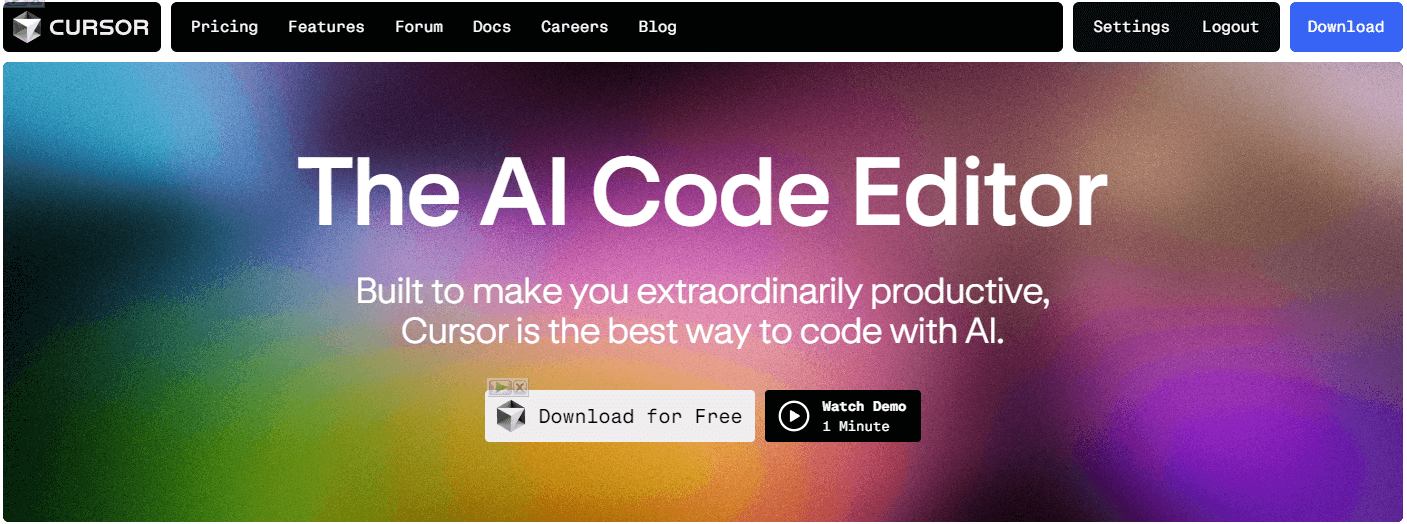 CURSOR
Pricing Features Forum Docs Careers Blog
Settings Logout
Download
The AI Code Editor
Built to make you extraordinarily productive,
Cursor is the best way to code with AI.
Download for Free
Watch Demo
1 Minute